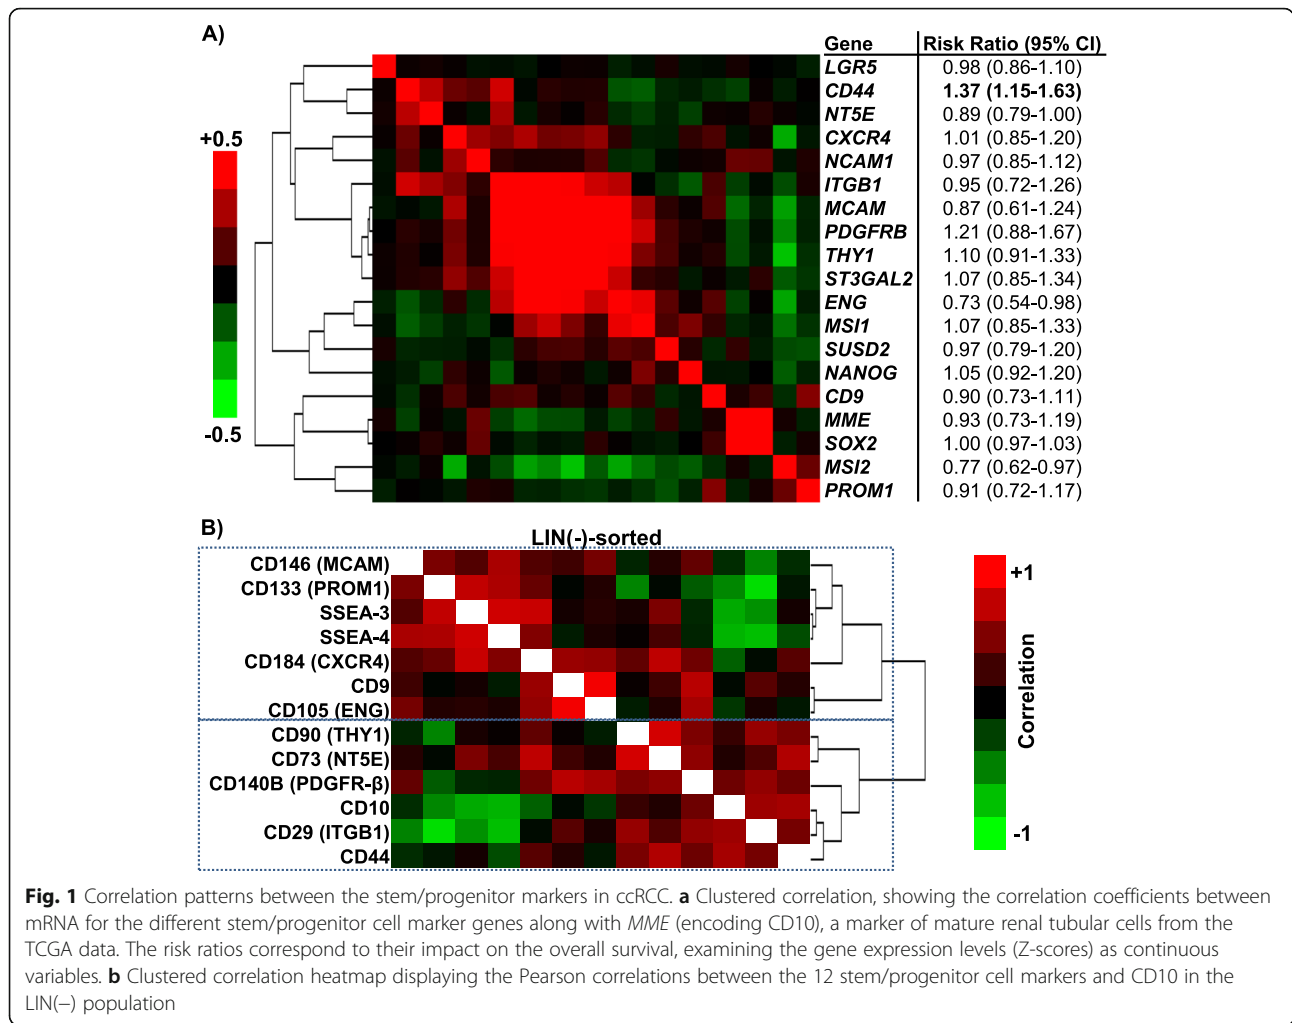 A)
Gene Risk Ratio (95% CI)
LGR5 0.98 (0.86-1.10)
CD44 1.37 (1.15-1.63)
NT5E 0.89 (0.79-1.00)
CXCR4 1.01 (0.85-1.20)
NCAM1 0.97 (0.85-1.12)
ITGB1 0.95 (0.72-1.26)
MCAM 0.87 (0.61-1.24)
PDGFRB 1.21 (0.88-1.67)
THY1 1.10 (0.91-1.33)
ST3GAL2 1.07 (0.85-1.34)
ENG 0.73 (0.54-0.98)
MSI1 1.07 (0.85-1.33)
SUSD2 0.97 (0.79-1.20)
NANOG 1.05 (0.92-1.20)
CD9 0.90 (0.73-1.11)
MME 0.93 (0.73-1.19)
SOX2 1.00 (0.97-1.03)
MSI2 0.77 (0.62-0.97)
PROM1 0.91 (0.72-1.17)
+0.5
-0.5
B)
LIN(-)-sorted
CD146 (MCAM)
CD133 (PROM1)
SSEA-3
SSEA-4
CD184 (CXCR4)
CD9
CD105 (ENG)
CD90 (THY1)
CD73 (NT5E)
CD140B (PDGFR-β)
CD10
CD29 (ITGB1)
CD44
+1
Correlation
-1
Fig. 1 Correlation patterns between the stem/progenitor markers in ccRCC. a Clustered correlation, showing the correlation coefficients between
mRNA for the different stem/progenitor cell marker genes along with MME (encoding CD10), a marker of mature renal tubular cells from the
TCGA data. The risk ratios correspond to their impact on the overall survival, examining the gene expression levels (Z-scores) as continuous
variables. b Clustered correlation heatmap displaying the Pearson correlations between the 12 stem/progenitor cell markers and CD10 in the
LIN(−) population